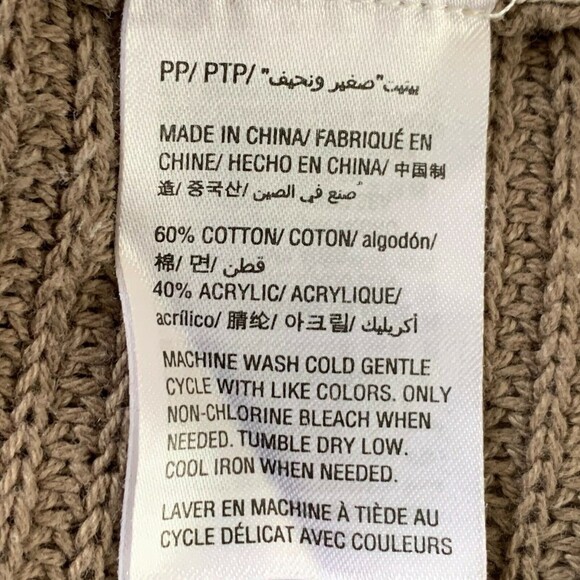 PP/ PTP/ بيتيت "صغير ونحيف"
MADE IN CHINA/ FABRIQUÉ EN
CHINE/ HECHO EN CHINA/ 中国制
造/ 중국산/ صُنع في الصين/
60% COTTON/ COTON/ algodón/
棉/ 면/ قطن/
40% ACRYLIC/ ACRYLIQUE/
acrílico/ 腈纶/ 아크릴/ أكريليك/
MACHINE WASH COLD GENTLE
CYCLE WITH LIKE COLORS. ONLY
NON-CHLORINE BLEACH WHEN
NEEDED. TUMBLE DRY LOW.
COOL IRON WHEN NEEDED.
LAVER EN MACHINE À TIÈDE AU
CYCLE DÉLICAT AVEC COULEURS